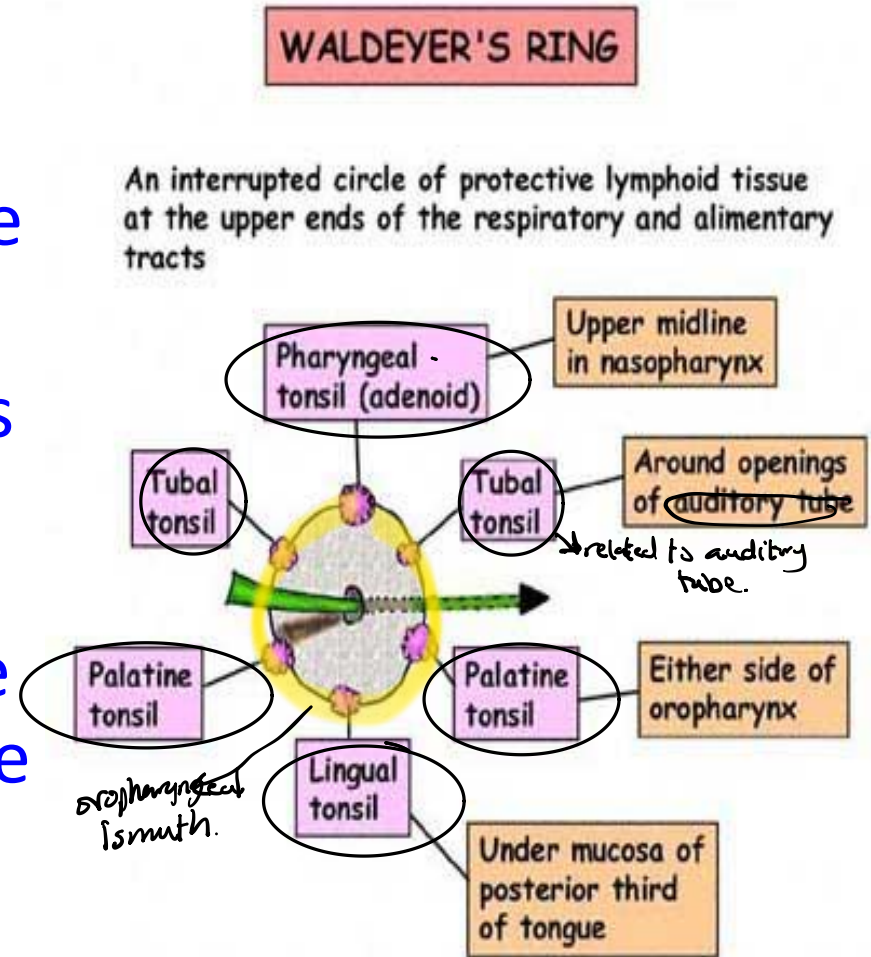 WALDEYER'S RING
e
An interrupted circle of protective lymphoid tissue
at the upper ends of the respiratory and alimentary
tracts
s
Pharyngeal
tonsil (adenoid)
Upper midline
in nasopharynx
Tubal
tonsil
Tubal
tonsil
Around openings
of auditory tube
related to auditory
tube.
e
e
Palatine
tonsil
Palatine
tonsil
Either side of
oropharynx
oropharyngeal
Ismuth.
Lingual
tonsil
Under mucosa of
posterior third
of tongue